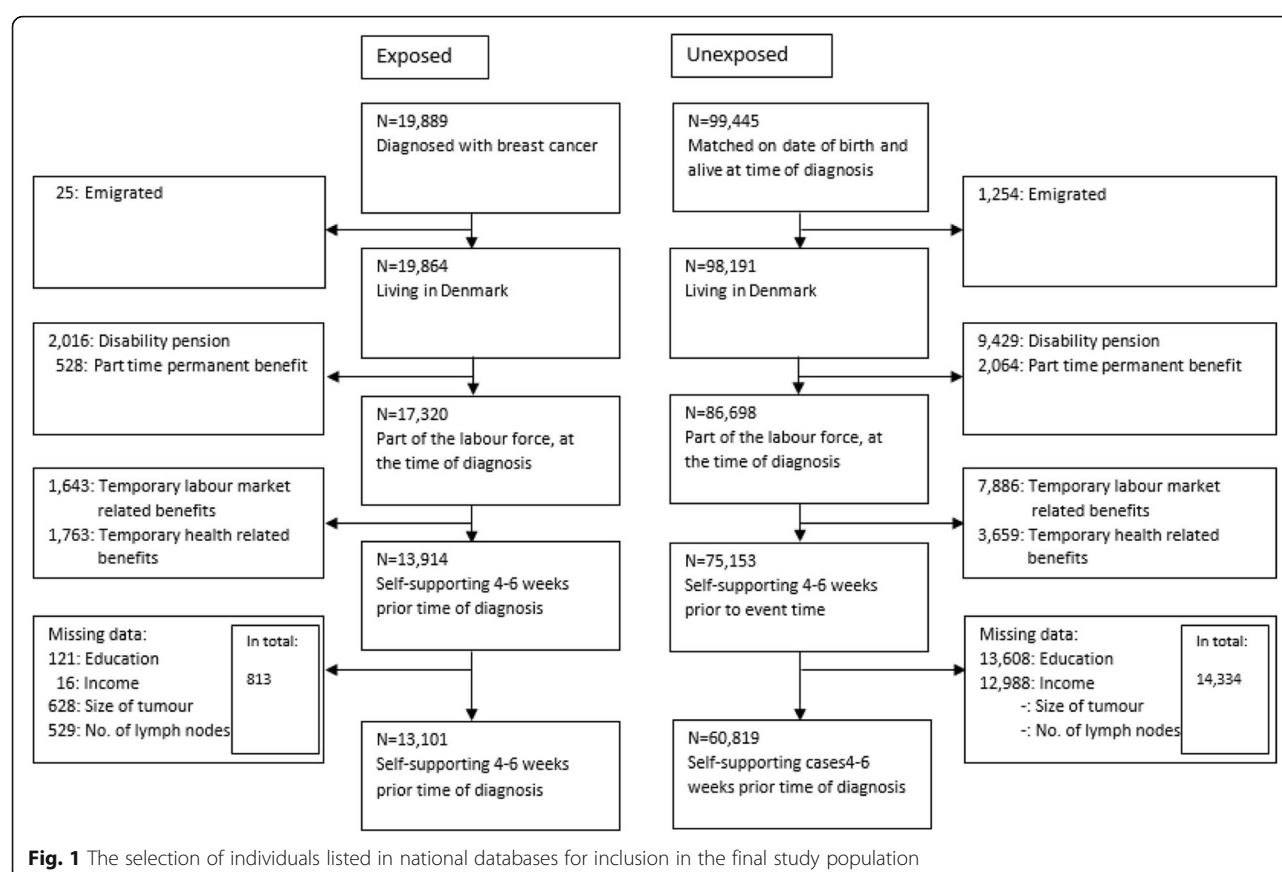 Exposed
Unexposed
N=19,889
Diagnosed with breast cancer
N=99,445
Matched on date of birth and
alive at time of diagnosis
25: Emigrated
1,254: Emigrated
N=19,864
Living in Denmark
N=98,191
Living in Denmark
2,016: Disability pension
528: Part time permanent benefit
9,429: Disability pension
2,064: Part time permanent benefit
N=17,320
Part of the labour force, at
the time of diagnosis
N=86,698
Part of the labour force, at
the time of diagnosis
1,643: Temporary labour market
related benefits
1,763: Temporary health related
benefits
7,886: Temporary labour market
related benefits
3,659: Temporary health related
benefits
N=13,914
Self-supporting 4-6 weeks
prior time of diagnosis
N=75,153
Self-supporting 4-6 weeks
prior to event time
Missing data:
121: Education
16: Income
628: Size of tumour
529: No. of lymph nodes
In total:
813
Missing data:
13,608: Education
12,988: Income
-: Size of tumour
-: No. of lymph nodes
In total:
14,334
N=13,101
Self-supporting 4-6 weeks
prior time of diagnosis
N=60,819
Self-supporting cases4-6
weeks prior time of diagnosis
Fig. 1 The selection of individuals listed in national databases for inclusion in the final study population